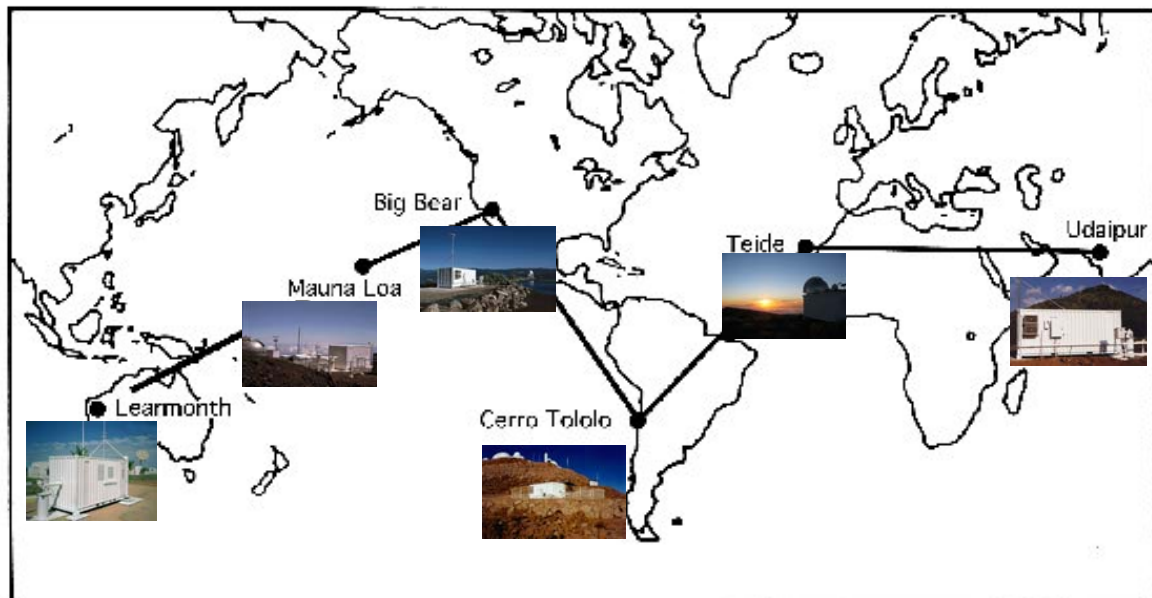 Big Bear
Teide
Udaipur
Mauna Loa
Learmonth
Cerro Tololo